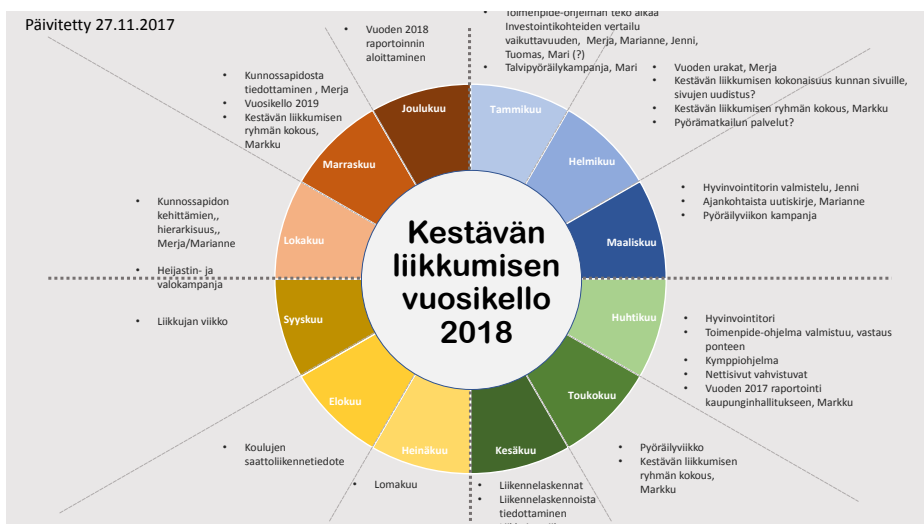 Päivitetty 27.11.2017
• Toimenpide-ohjelman teko alkaa
Investointikohteiden vertailu
vaikuttavuuden, Merja, Marianne, Jenni,
Tuomas, Mari (?)
• Talvipyöräilykampanja, Mari
• Vuoden urakat, Merja
• Kestävän liikkumisen kokonaisuus kunnan sivuille,
sivujen uudistus?
• Kestävän liikkumisen ryhmän kokous, Markku
• Pyörämatkailun palvelut?
• Hyvinvointitorin valmistelu, Jenni
• Ajankohtaista uutiskirje, Marianne
• Pyöräilyviikon kampanja
• Hyvinvointitori
• Toimenpide-ohjelma valmistuu, vastaus
ponteen
• Kymppiohjelma
• Nettisivut vahvistuvat
• Vuoden 2017 raportointi
kaupunginhallitukseen, Markku
• Pyöräilyviikko
• Kestävän liikkumisen
ryhmän kokous,
Markku
• Liikennelaskennat
• Liikennelaskennoista
tiedottaminen
• Lomakuu
• Koulujen
saattoliikennetiedote
• Liikkujan viikko
• Kunnossapidon
kehittämien,,
hierarkisuus,,
Merja/Marianne
• Heijastin- ja
valokampanja
• Kunnossapidosta
tiedottaminen , Merja
• Vuosikello 2019
• Kestävän liikkumisen
ryhmän kokous,
Markku
• Vuoden 2018
raportoinnin
aloittaminen
Tammikuu
Helmikuu
Maaliskuu
Huhtikuu
Toukokuu
Kesäkuu
Heinäkuu
Elokuu
Syyskuu
Lokakuu
Marraskuu
Joulukuu
Kestävän
liikkumisen
vuosikello
2018